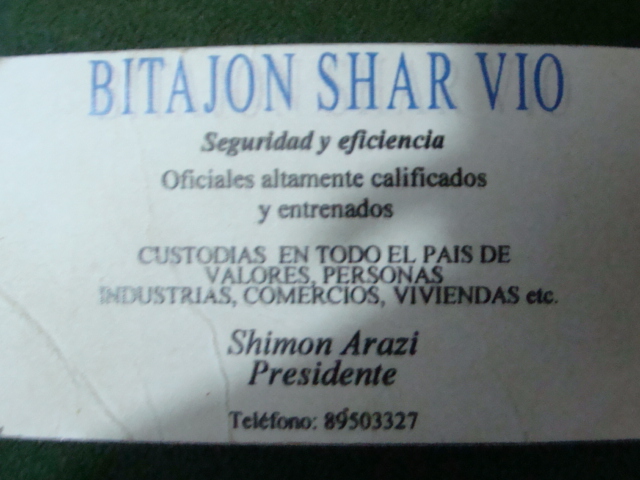 BITAJON SHAR VIO
Seguridad y eficiencia
Oficiales altamente calificados
y entrenados
CUSTODIAS EN TODO EL PAIS DE
VALORES, PERSONAS
INDUSTRIAS, COMERCIOS, VIVIENDAS etc.
Shimon Arazi
Presidente
Teléfono: 89503327